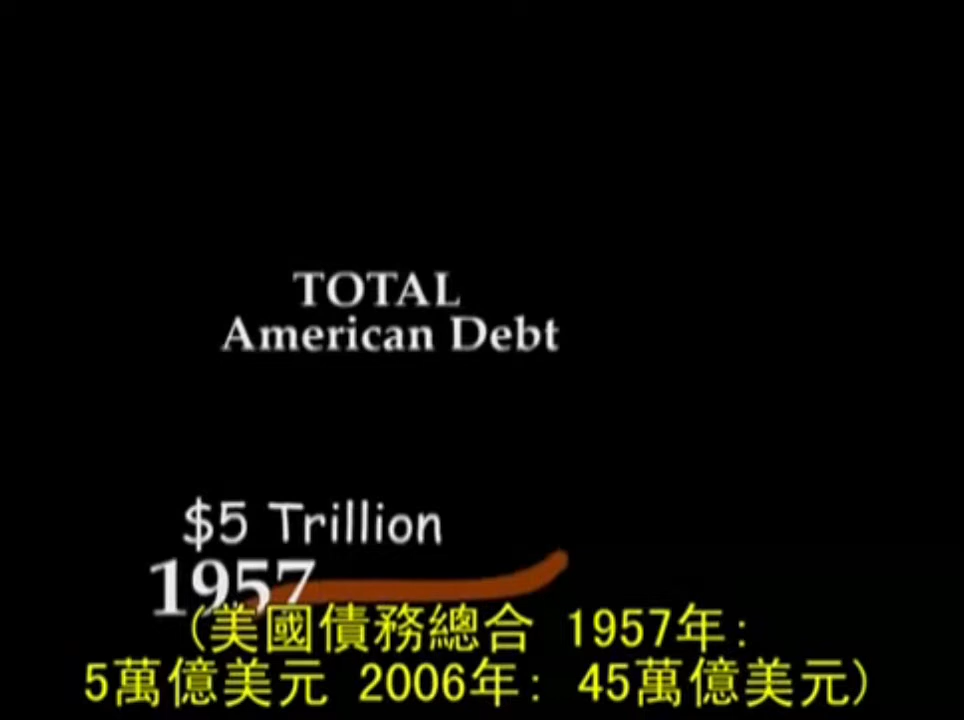 TOTAL
American Debt
$5 Trillion
1957
(美國債務總合 1957年:
5萬億美元 2006年: 45萬億美元)